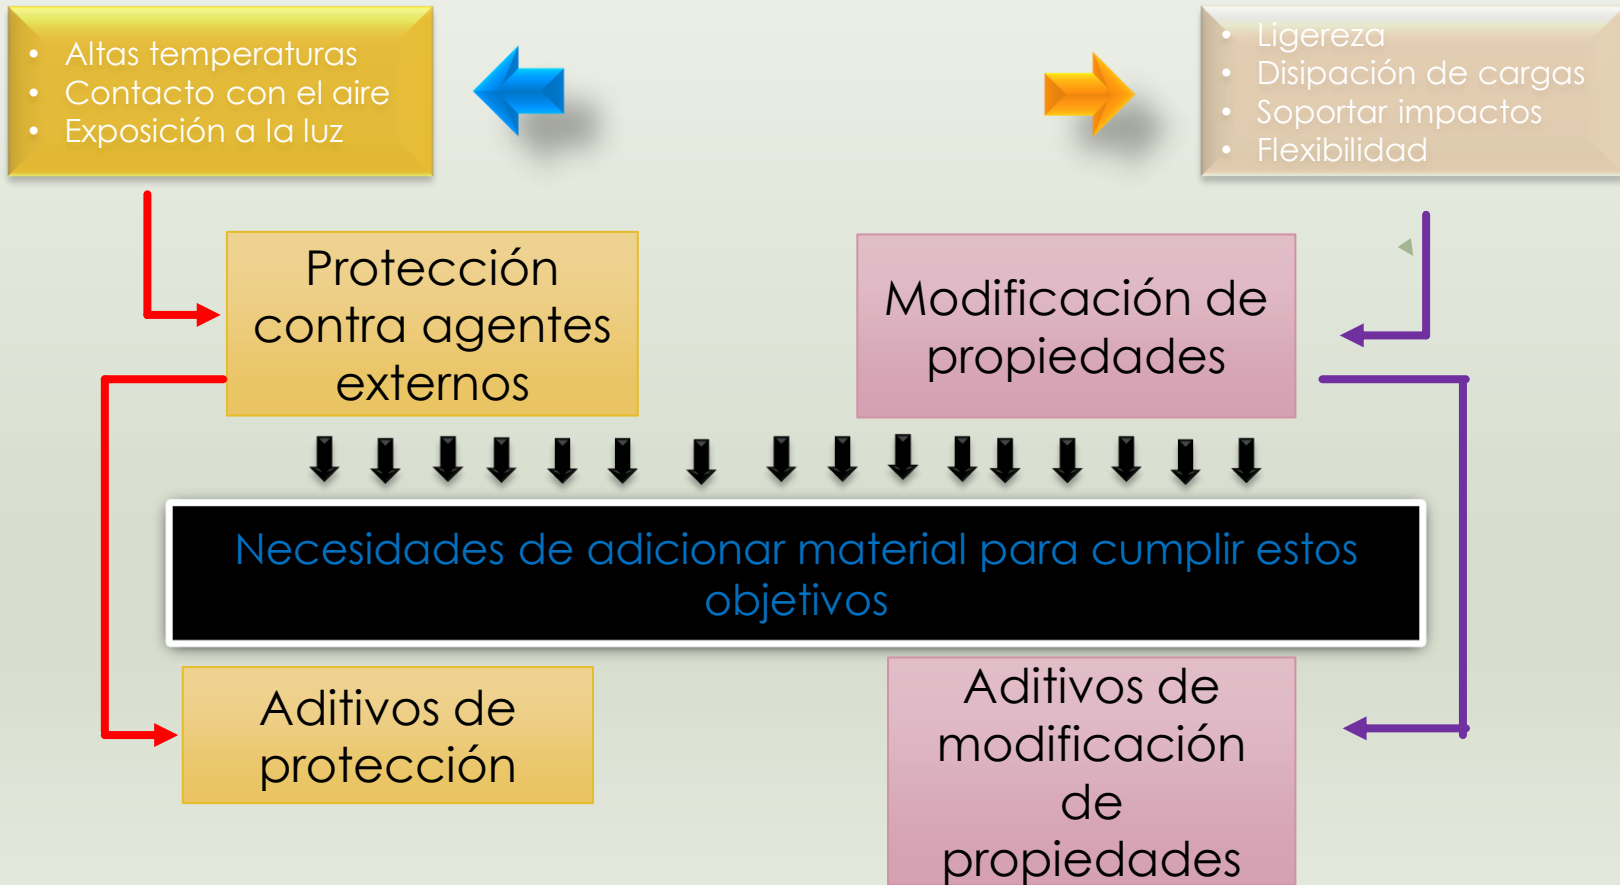 • Altas temperaturas
• Contacto con el aire
• Exposición a la luz
• Ligereza
• Disipación de cargas
• Soportar impactos
• Flexibilidad
Protección
contra agentes
externos
Modificación de
propiedades
Necesidades de adicionar material para cumplir estos
objetivos
Aditivos de
protección
Aditivos de
modificación
de
propiedades